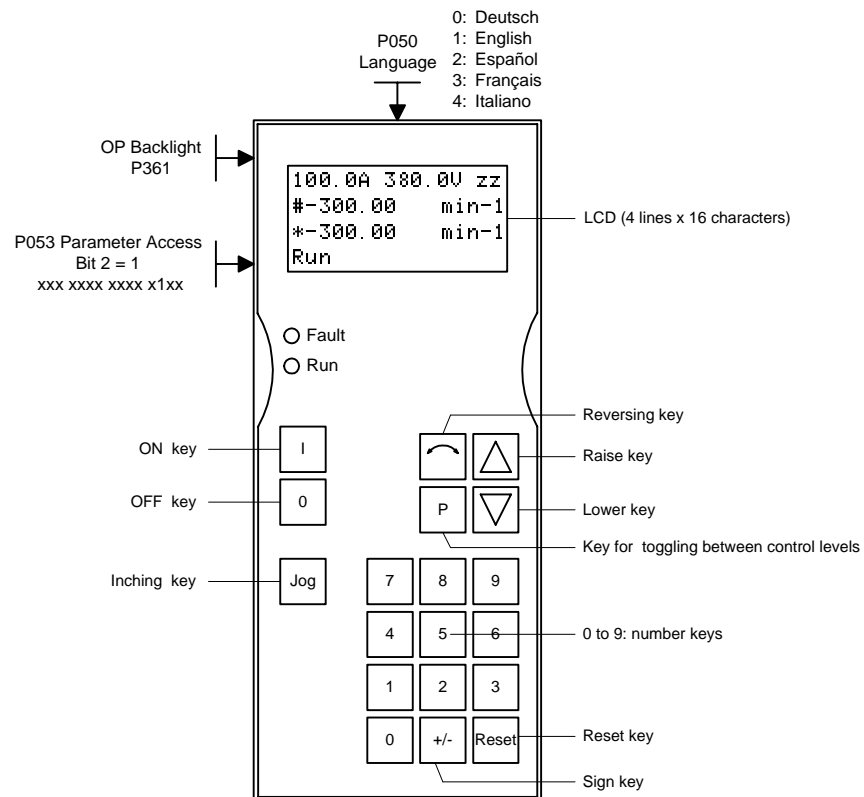 0: Deutsch
1: English
2: Español
3: Français
4: Italiano
P050
Language
OP Backlight
P361
P053 Parameter Access
Bit 2 = 1
xxx xxxx xxxx x1xx
100.0A 380.0V zz
#-300.00 min-1
*-300.00 min-1
Run
LCD (4 lines x 16 characters)
Fault
Run
Reversing key
ON key
I
Raise key
OFF key
0
P
Lower key
Key for toggling between control levels
Inching key
Jog
7 8 9
4 5 6
0 to 9: number keys
1 2 3
0 +/- Reset
Reset key
Sign key